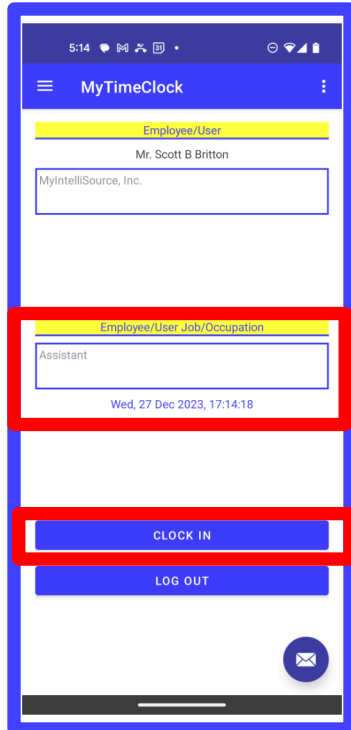 5:14 31
MyTimeClock
Employee/User
Mr. Scott B Britton
MyIntelliSource, Inc.
Employee/User Job/Occupation
Assistant
Wed, 27 Dec 2023, 17:14:18
CLOCK IN
LOG OUT